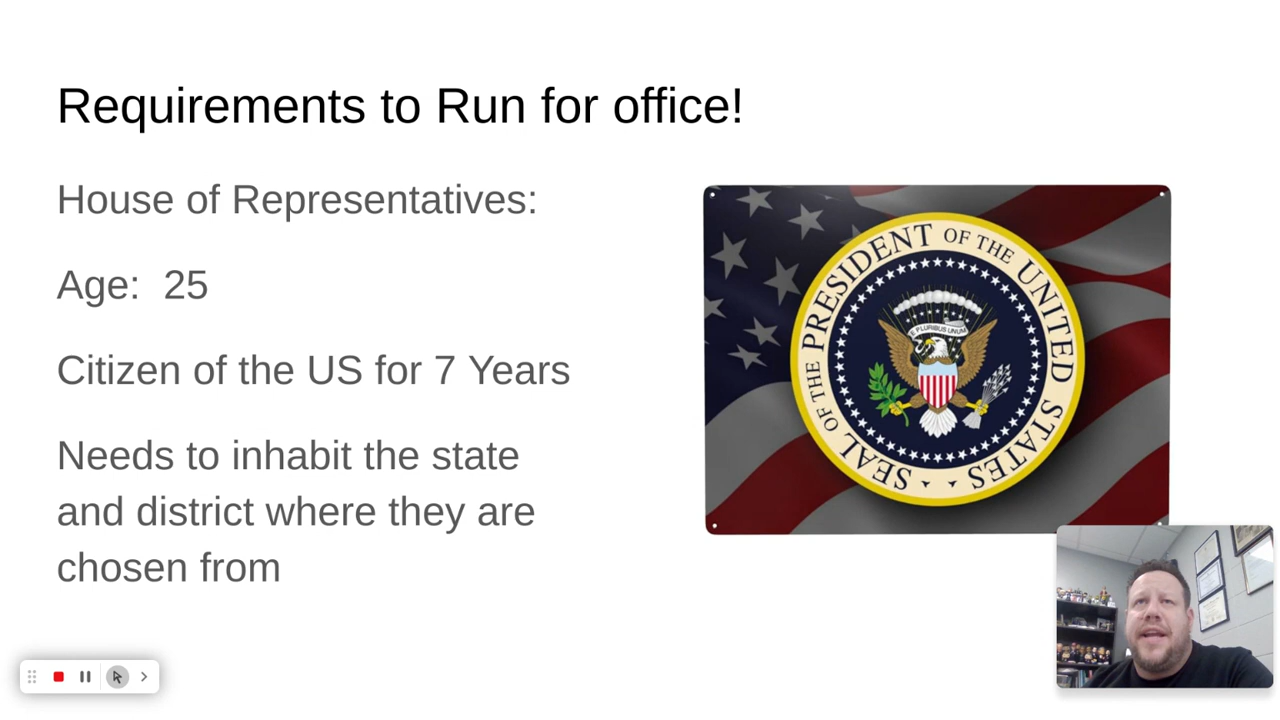 Requirements to Run for office!
House of Representatives:
Age:  25
Citizen of the US for 7 Years
Needs to inhabit the state
and district where they are
chosen from
SEAL OF THE PRESIDENT OF THE UNITED STATES
E PLURIBUS UNUM